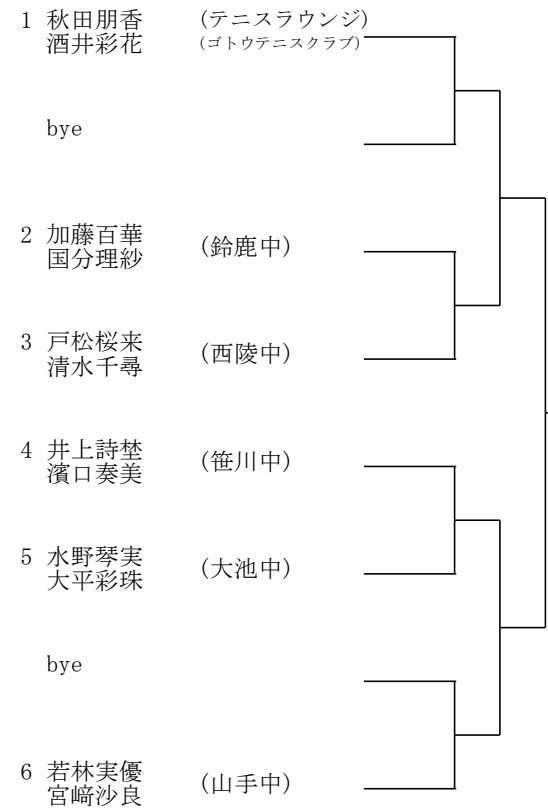 1 秋田朋香 (テニスラウンジ)
酒井彩花 (ゴトウテニスクラブ)
bye
2 加藤百華 (鈴鹿中)
国分理紗
3 戸松桜来 (西陵中)
清水千尋
4 井上詩埜 (笹川中)
濱口奏美
5 水野琴実 (大池中)
大平彩珠
bye
6 若林実優 (山手中)
宮﨑沙良